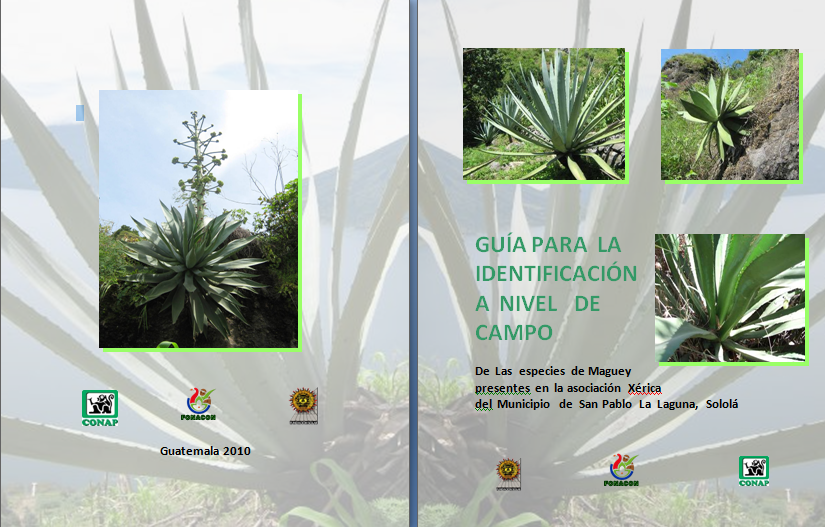 CONAP
FONACON
Guatemala 2010
GUÍA PARA LA
IDENTIFICACIÓN
A NIVEL DE
CAMPO
De Las especies de Maguey
presentes en la asociación Xérica
del Municipio de San Pablo La Laguna, Sololá
FONACON
CONAP